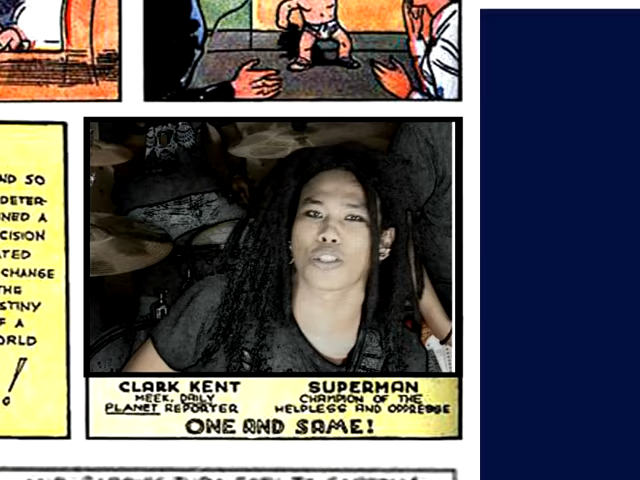 ND SO
DETER-
NED A
CISION
ATED
CHANGE
THE
STINY
F A
ORLD
!
CLARK KENT
MEEK, DAILY
PLANET REPORTER
SUPERMAN
CHAMPION OF THE
HELPLESS AND OPPRESSE
ONE AND SAME!